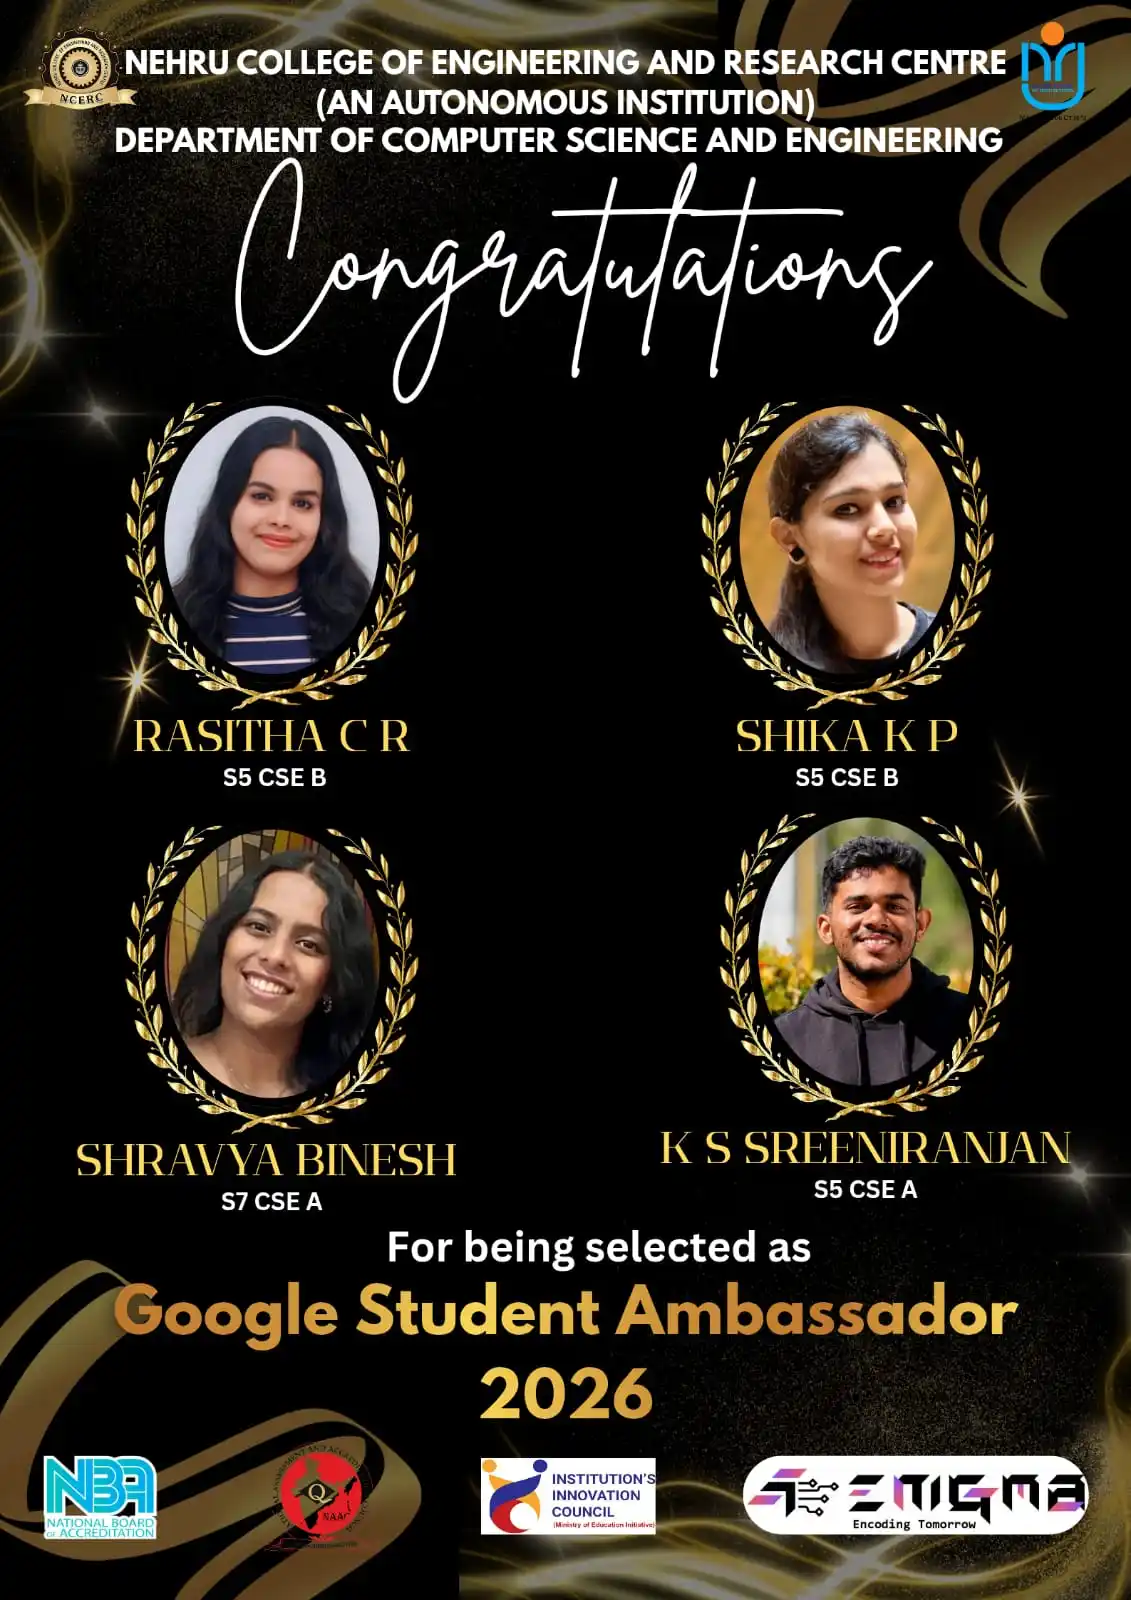 NEHRU COLLEGE OF ENGINEERING AND RESEARCH CENTRE
(AN AUTONOMOUS INSTITUTION)
DEPARTMENT OF COMPUTER SCIENCE AND ENGINEERING
NCERC
Congratulations
RASITHA C R
S5 CSE B
SHIKA K P
S5 CSE B
SHRAVYA BINESH
S7 CSE A
K S SREENIRANJAN
S5 CSE A
For being selected as
Google Student Ambassador
2026
NBA
NATIONAL BOARD
OF ACCREDITATION
Q
NAAC
INSTITUTION'S
INNOVATION
COUNCIL
(Ministry of Education Initiative)
ENIGMA
Encoding Tomorrow